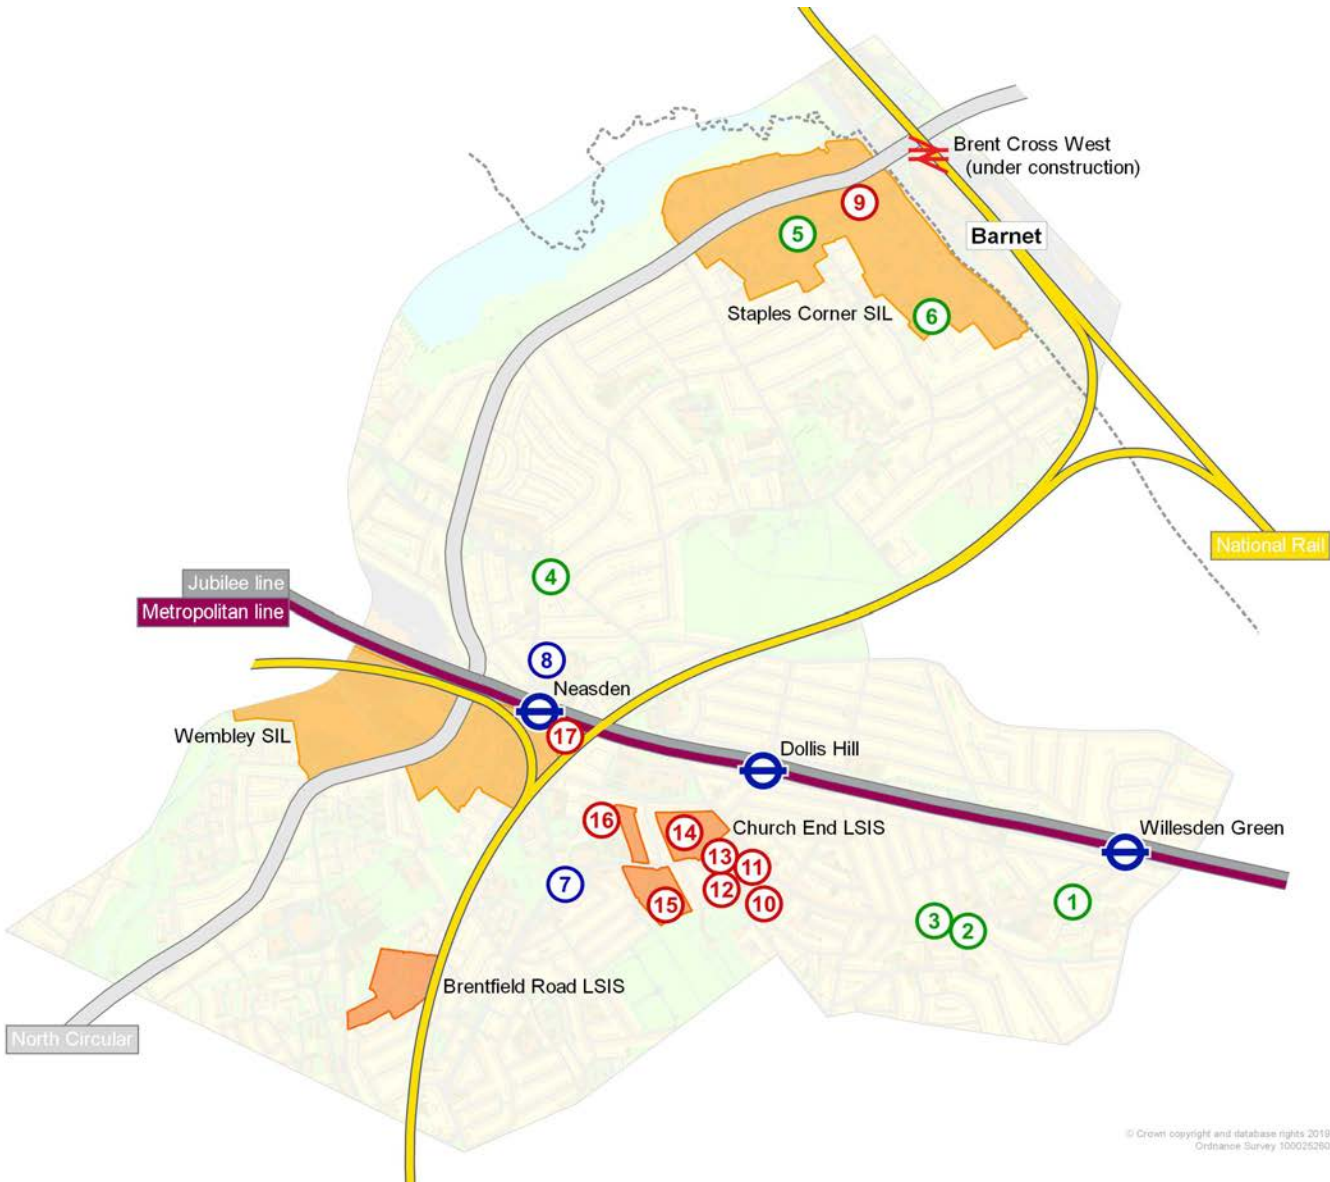 Brent Cross West
(under construction)
9
5
Barnet
Staples Corner SIL
6
National Rail
4
Jubilee line
Metropolitan line
8
Neasden
Wembley SIL
17
Dollis Hill
16
14
Church End LSIS
Willesden Green
13
11
7
12
15
10
1
3
2
Brentfield Road LSIS
North Circular
© Crown copyright and database rights 2019
Ordnance Survey 100025260